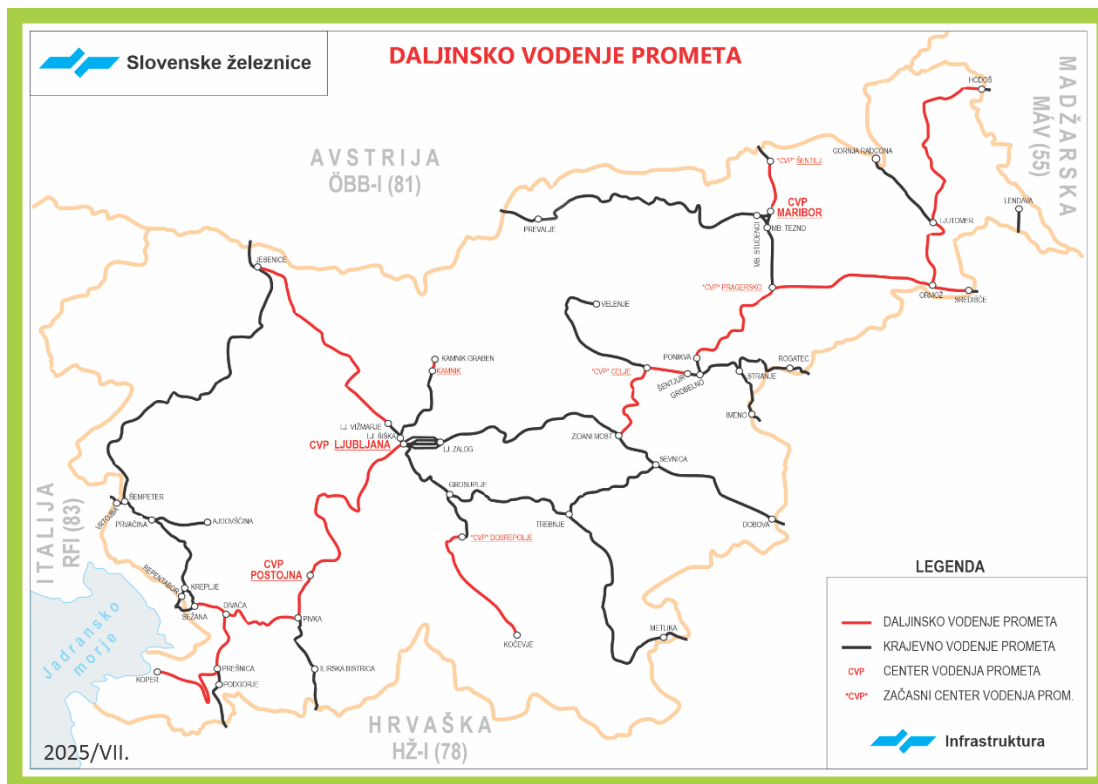 Slovenske železnice
DALJINSKO VODENJE PROMETA
AVSTRIJA
ÖBB-I (81)
MADŽARSKA
MÁV (55)
HODOŠ
*CVP* ŠENTILJ
GORNJA RADGONA
LENDAVA
CVP
MARIBOR
PREVALJE
MB. STUDENCI
MB. TEZNO
LJUTOMER
JESENICE
*CVP* PRAGERSKO
ORMOŽ
SREDIŠČE
VELENJE
KAMNIK GRABEN
KAMNIK
PONIKVA
ROGATEC
*CVP* CELJE
ŠENTJUR
GROBELNO
STRANJE
IMENO
LJ. VIŽMARJE
LJ. ŠIŠKA
CVP LJUBLJANA
LJ. ZALOG
ZIDANI MOST
SEVNICA
GROSUPLJE
ITALIJA
RFI (83)
ŠEMPETER
VRTOJBA
PRVAČINA
AJDOVŠČINA
TREBNJE
DOBOVA
*CVP* DOBREPOLJE
CVP
POSTOJNA
REPENTABOR
KREPLJE
SEŽANA
DIVAČA
PIVKA
KOČEVJE
METLIKA
Jadransko
morje
KOPER
PREŠNICA
PODGORJE
ILIRSKA BISTRICA
HRVAŠKA
HŽ-I (78)
LEGENDA
DALJINSKO VODENJE PROMETA
KRAJEVNO VODENJE PROMETA
CVP CENTER VODENJA PROMETA
*CVP* ZAČASNI CENTER VODENJA PROM.
Infrastruktura
2025/VII.